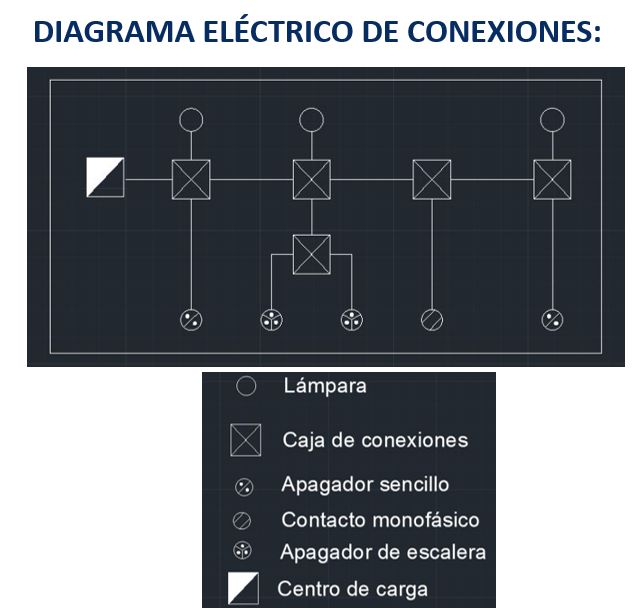 DIAGRAMA ELÉCTRICO DE CONEXIONES:
Lámpara
Caja de conexiones
Apagador sencillo
Contacto monofásico
Apagador de escalera
Centro de carga